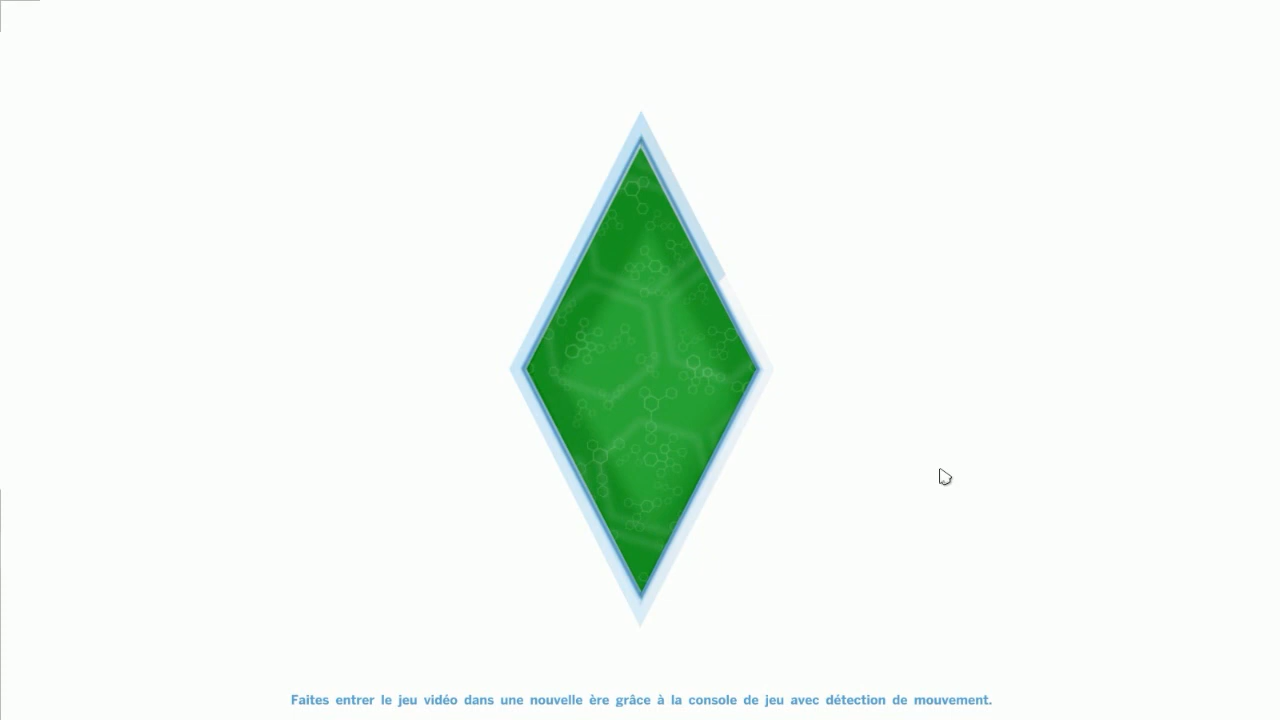 Faites entrer le jeu vidéo dans une nouvelle ère grâce à la console de jeu avec détection de mouvement.